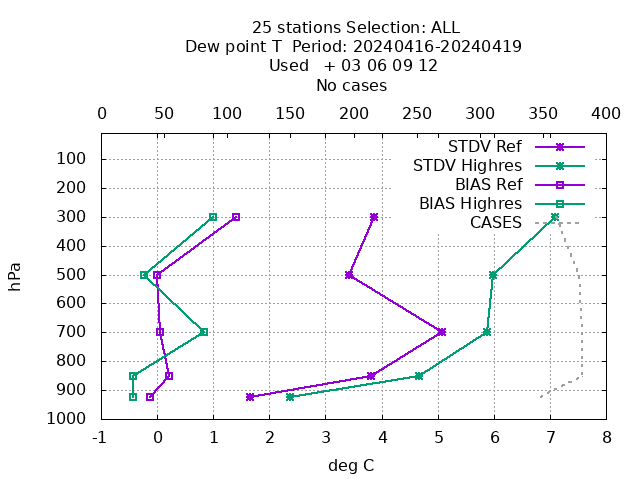 25 stations Selection: ALL
Dew point T  Period: 20240416-20240419
Used   + 03 06 09 12
No cases
0 50 100 150 200 250 300 350 400
STDV Ref
STDV Highres
BIAS Ref
BIAS Highres
CASES
100
200
300
400
500
600
700
800
900
1000
hPa
-1 0 1 2 3 4 5 6 7 8
deg C